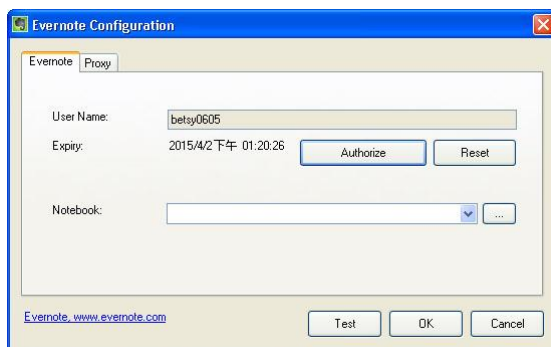 Evernote Configuration
Evernote Proxy
User Name: betsy0605
Expiry: 2015/4/2下午 01:20:26 Authorize Reset
Notebook: ...
Evernote, www.evernote.com Test OK Cancel